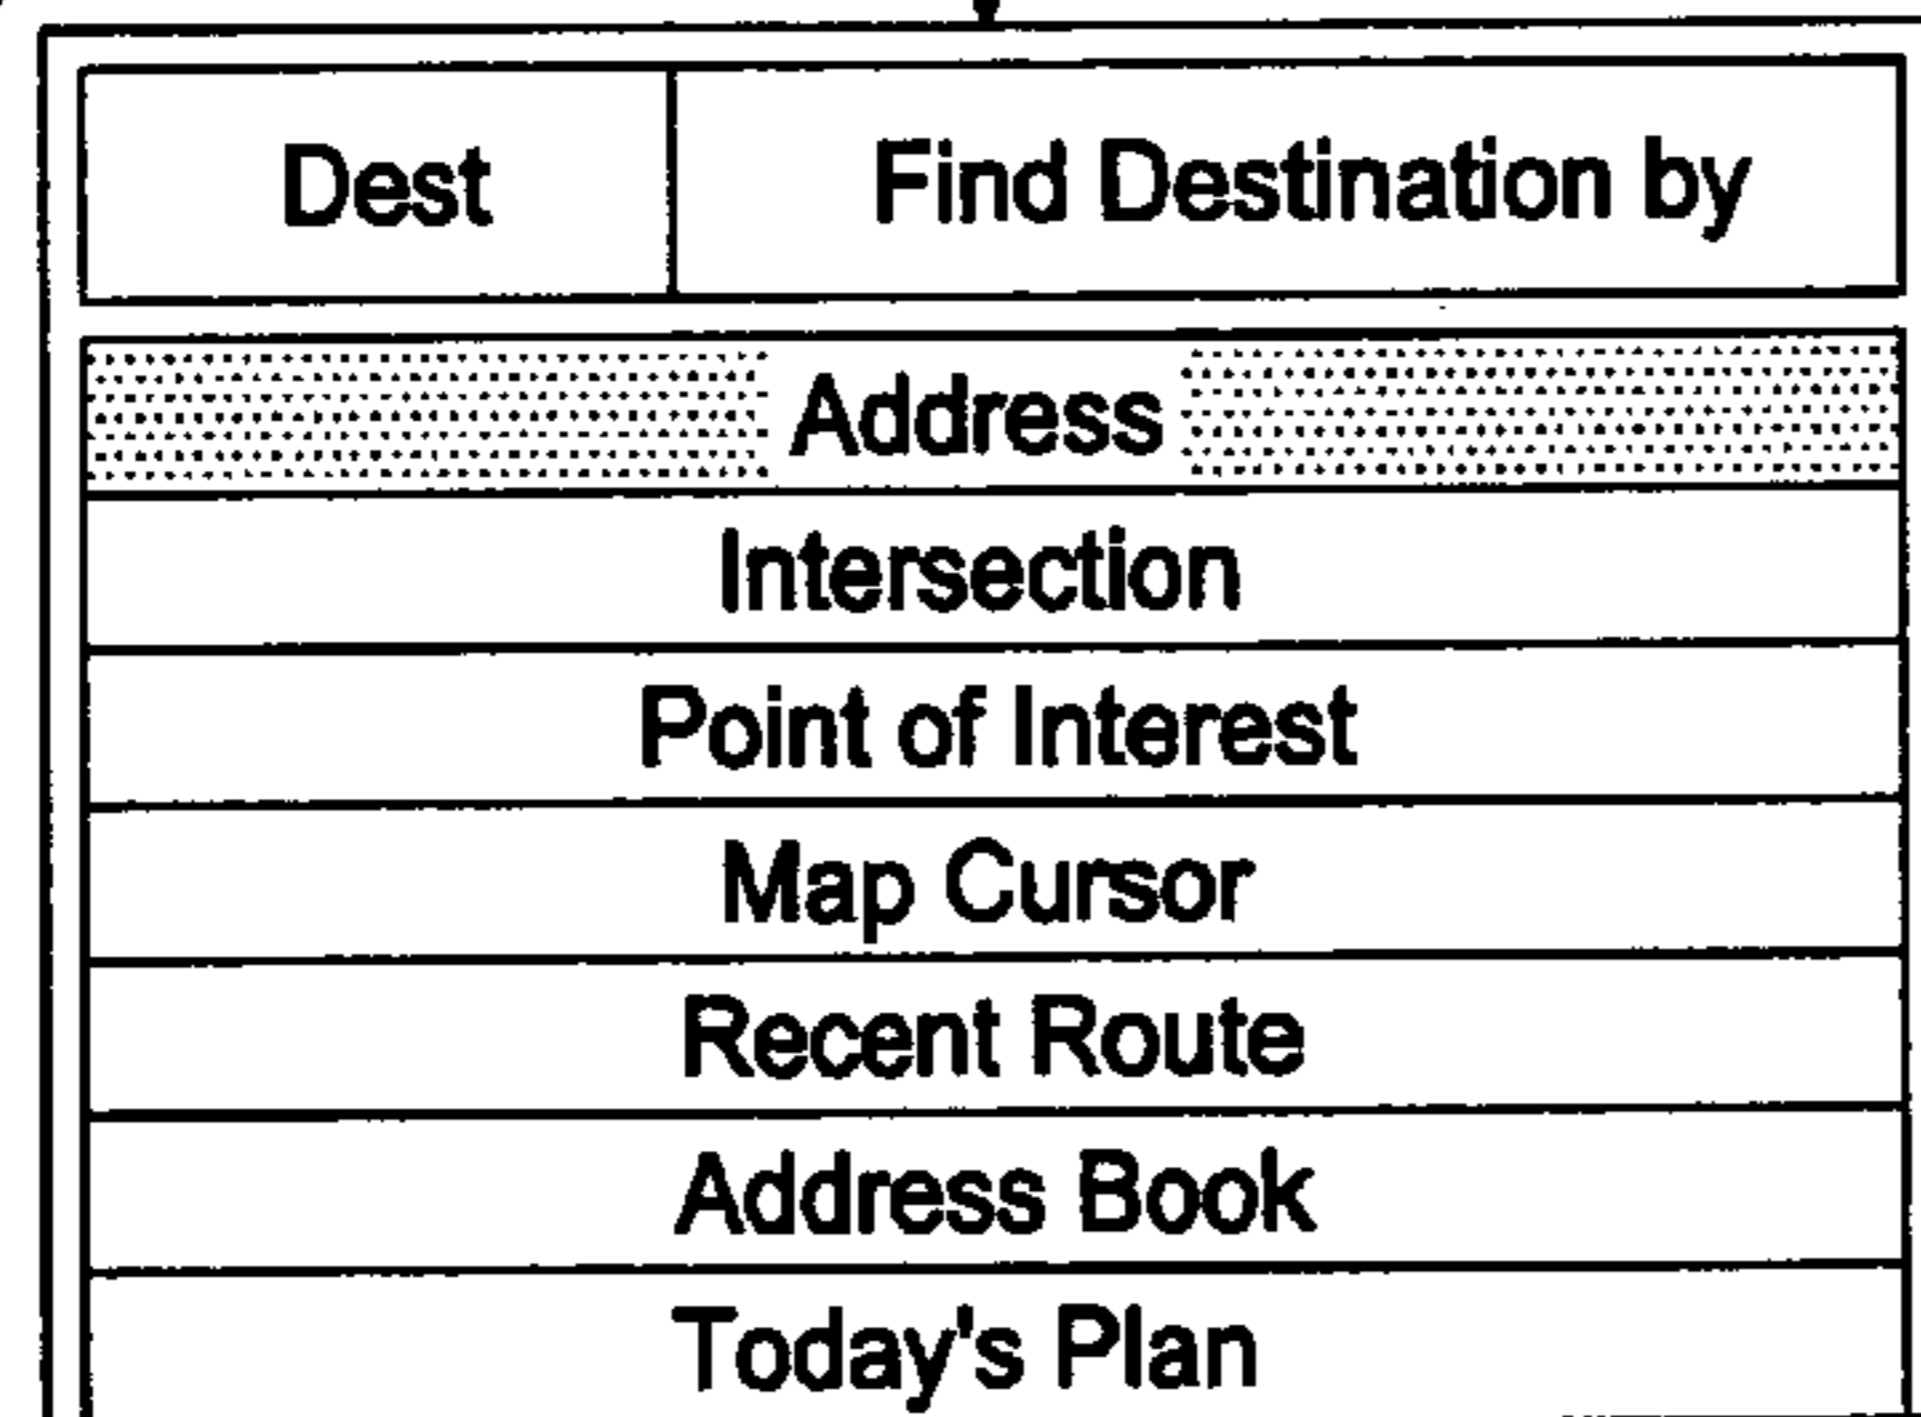 Dest Find Destination by
Address
Intersection
Point of Interest
Map Cursor
Recent Route
Address Book
Today's Plan